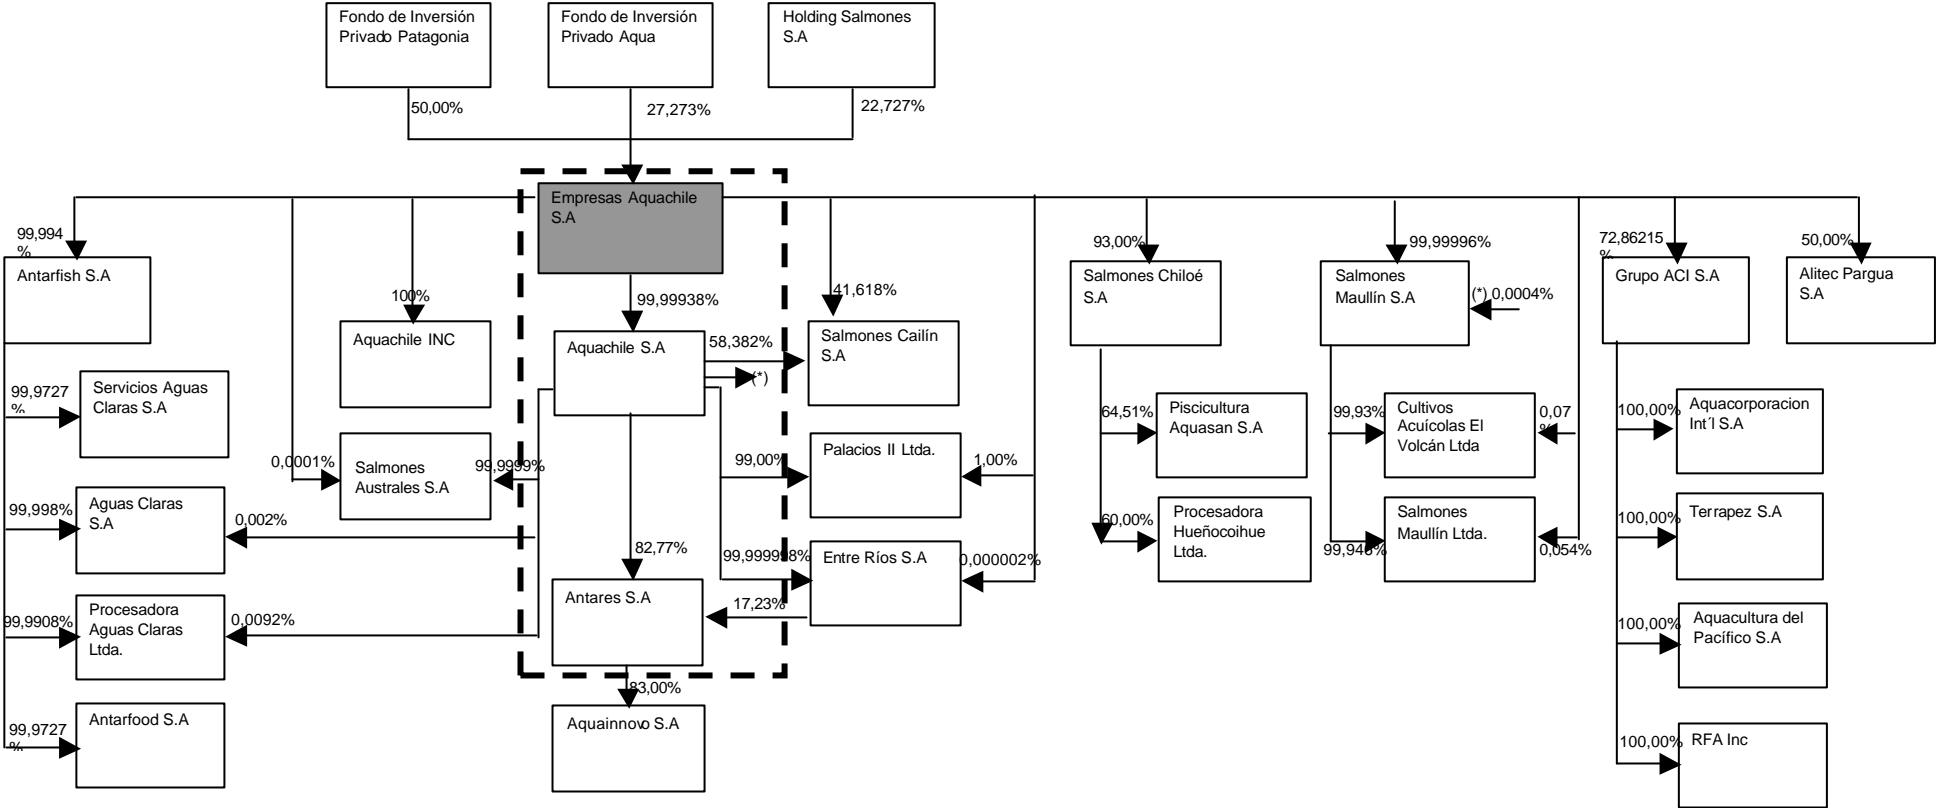 Fondo de Inversión
Privado Patagonia
Fondo de Inversión
Privado Aqua
Holding Salmones
S.A
50,00%
27,273%
22,727%
Empresas Aquachile
S.A
99,994
%
Antarfish S.A
100%
Aquachile INC
99,99938%
Aquachile S.A
41,618%
58,382%
(*)
Salmones Cailín
S.A
93,00%
Salmones Chiloé
S.A
99,99996%
Salmones
Maullín S.A
(*) 0,0004%
72,86215
%
Grupo ACI S.A
50,00%
Alitec Pargua
S.A
99,9727
%
Servicios Aguas
Claras S.A
0,0001%
Salmones
Australes S.A
99,9999%
99,00%
Palacios II Ltda.
1,00%
64,51%
Piscicultura
Aquasan S.A
99,93%
Cultivos
Acuícolas El
Volcán Ltda
0,07
%
100,00%
Aquacorporacion
Int´l S.A
99,998%
Aguas Claras
S.A
0,002%
82,77%
Antares S.A
99,999998%
Entre Ríos S.A
0,000002%
17,23%
60,00%
Procesadora
Hueñocoihue
Ltda.
99,946%
Salmones
Maullín Ltda.
0,054%
100,00%
Terrapez S.A
99,9908%
Procesadora
Aguas Claras
Ltda.
0,0092%
100,00%
Aquacultura del
Pacífico S.A
83,00%
Aquainnovo S.A
99,9727
%
Antarfood S.A
100,00%
RFA Inc